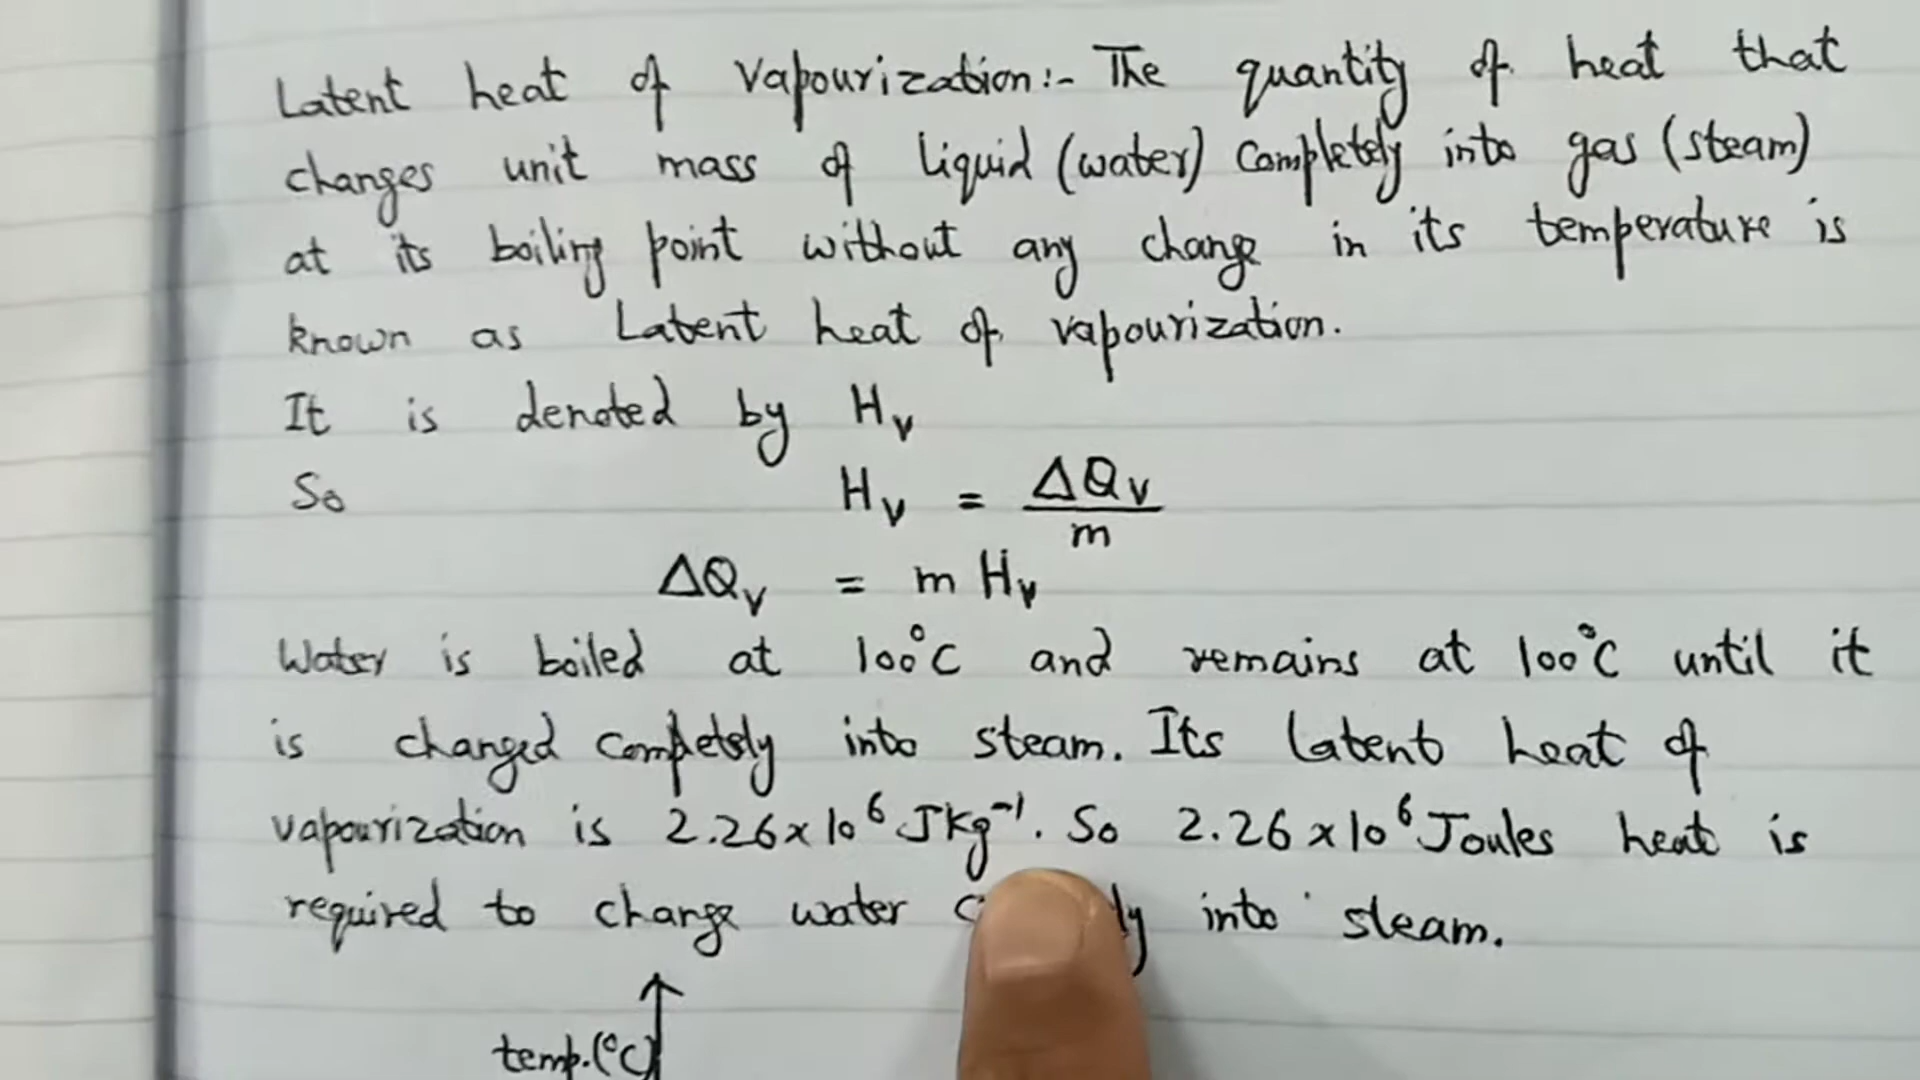 Latent heat of Vapourization:- The quantity of heat that
changes unit mass of liquid (water) completely into gas (steam)
at its boiling point without any change in its temperature is
known as Latent heat of vapourization.
It is denoted by Hv
So Hv = ΔQv / m
ΔQv = m Hv
Water is boiled at 100°C and remains at 100°C until it
is changed completely into steam. Its latent heat of
vapourization is 2.26x10⁶ JKg⁻¹. So 2.26x10⁶ Joules heat is
required to change water into steam.
temp.(°C)